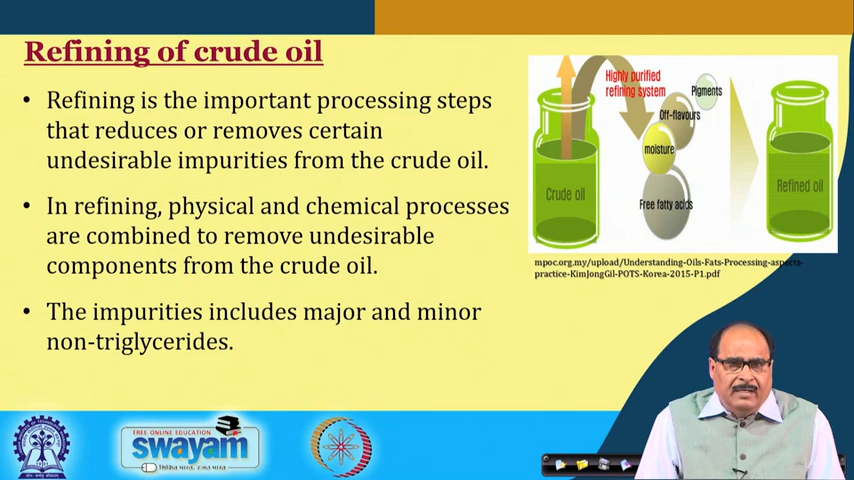 Refining of crude oil
• Refining is the important processing steps
that reduces or removes certain
undesirable impurities from the crude oil.
• In refining, physical and chemical processes
are combined to remove undesirable
components from the crude oil.
• The impurities includes major and minor
non-triglycerides.
Highly purified
refining system
Pigments
Off-flavours
moisture
Free fatty acids
Crude oil
Refined oil
mpoc.org.my/upload/Understanding-Oils-Fats-Processing-aspects-
practice-KimJongGil-POTS-Korea-2015-P1.pdf
FREE ONLINE EDUCATION
swayam